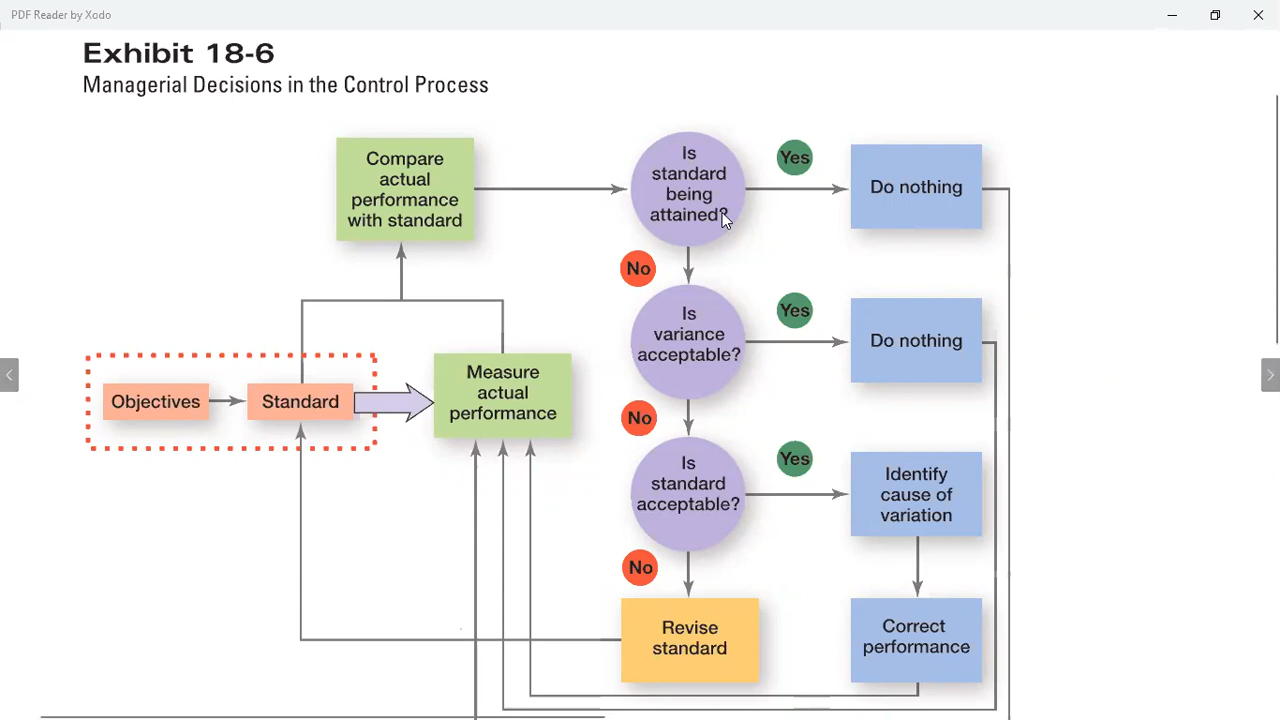 PDF Reader by Xodo
Exhibit 18-6
Managerial Decisions in the Control Process
Compare
actual
performance
with standard
Is
standard
being
attained?
Yes
Do nothing
No
Is
variance
acceptable?
Yes
Do nothing
Objectives
Standard
Measure
actual
performance
No
Is
standard
acceptable?
Yes
Identify
cause of
variation
No
Revise
standard
Correct
performance